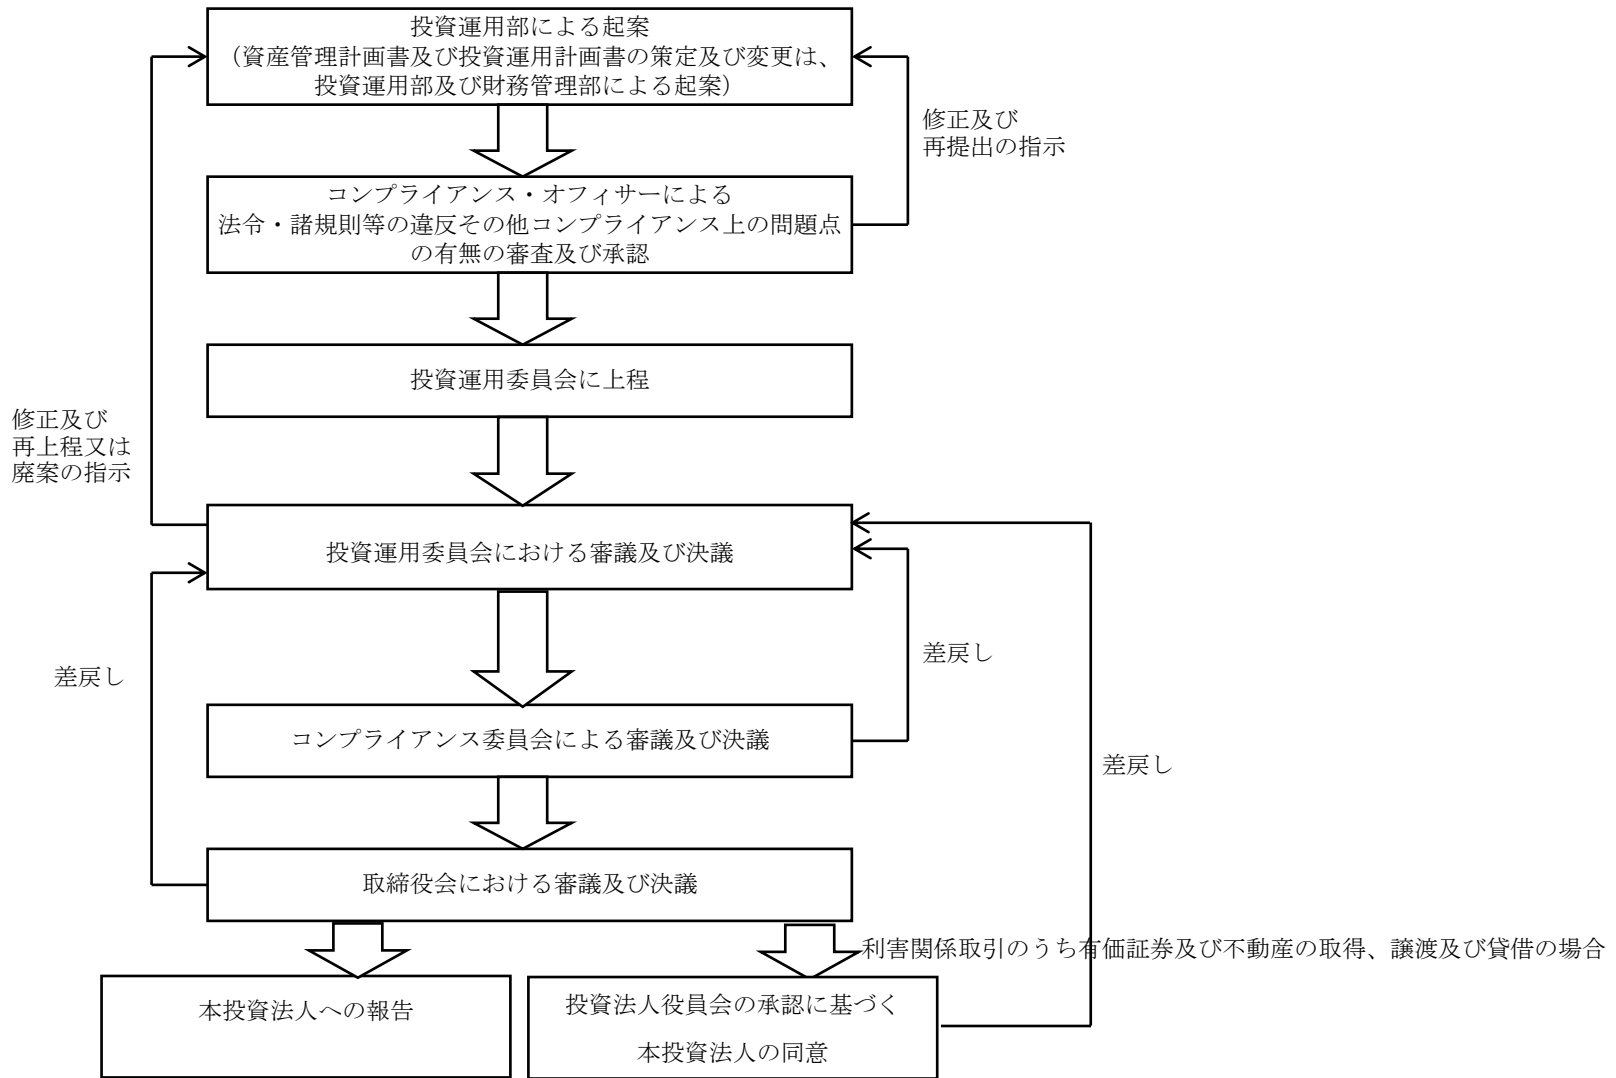 投資運用部による起案
（資産管理計画書及び投資運用計画書の策定及び変更は、
投資運用部及び財務管理部による起案）
修正及び
再提出の指示
コンプライアンス・オフィサーによる
法令・諸規則等の違反その他コンプライアンス上の問題点
の有無の審査及び承認
投資運用委員会に上程
修正及び
再上程又は
廃案の指示
投資運用委員会における審議及び決議
差戻し
差戻し
コンプライアンス委員会による審議及び決議
差戻し
取締役会における審議及び決議
利害関係取引のうち有価証券及び不動産の取得、譲渡及び貸借の場合
本投資法人への報告
投資法人役員会の承認に基づく
本投資法人の同意